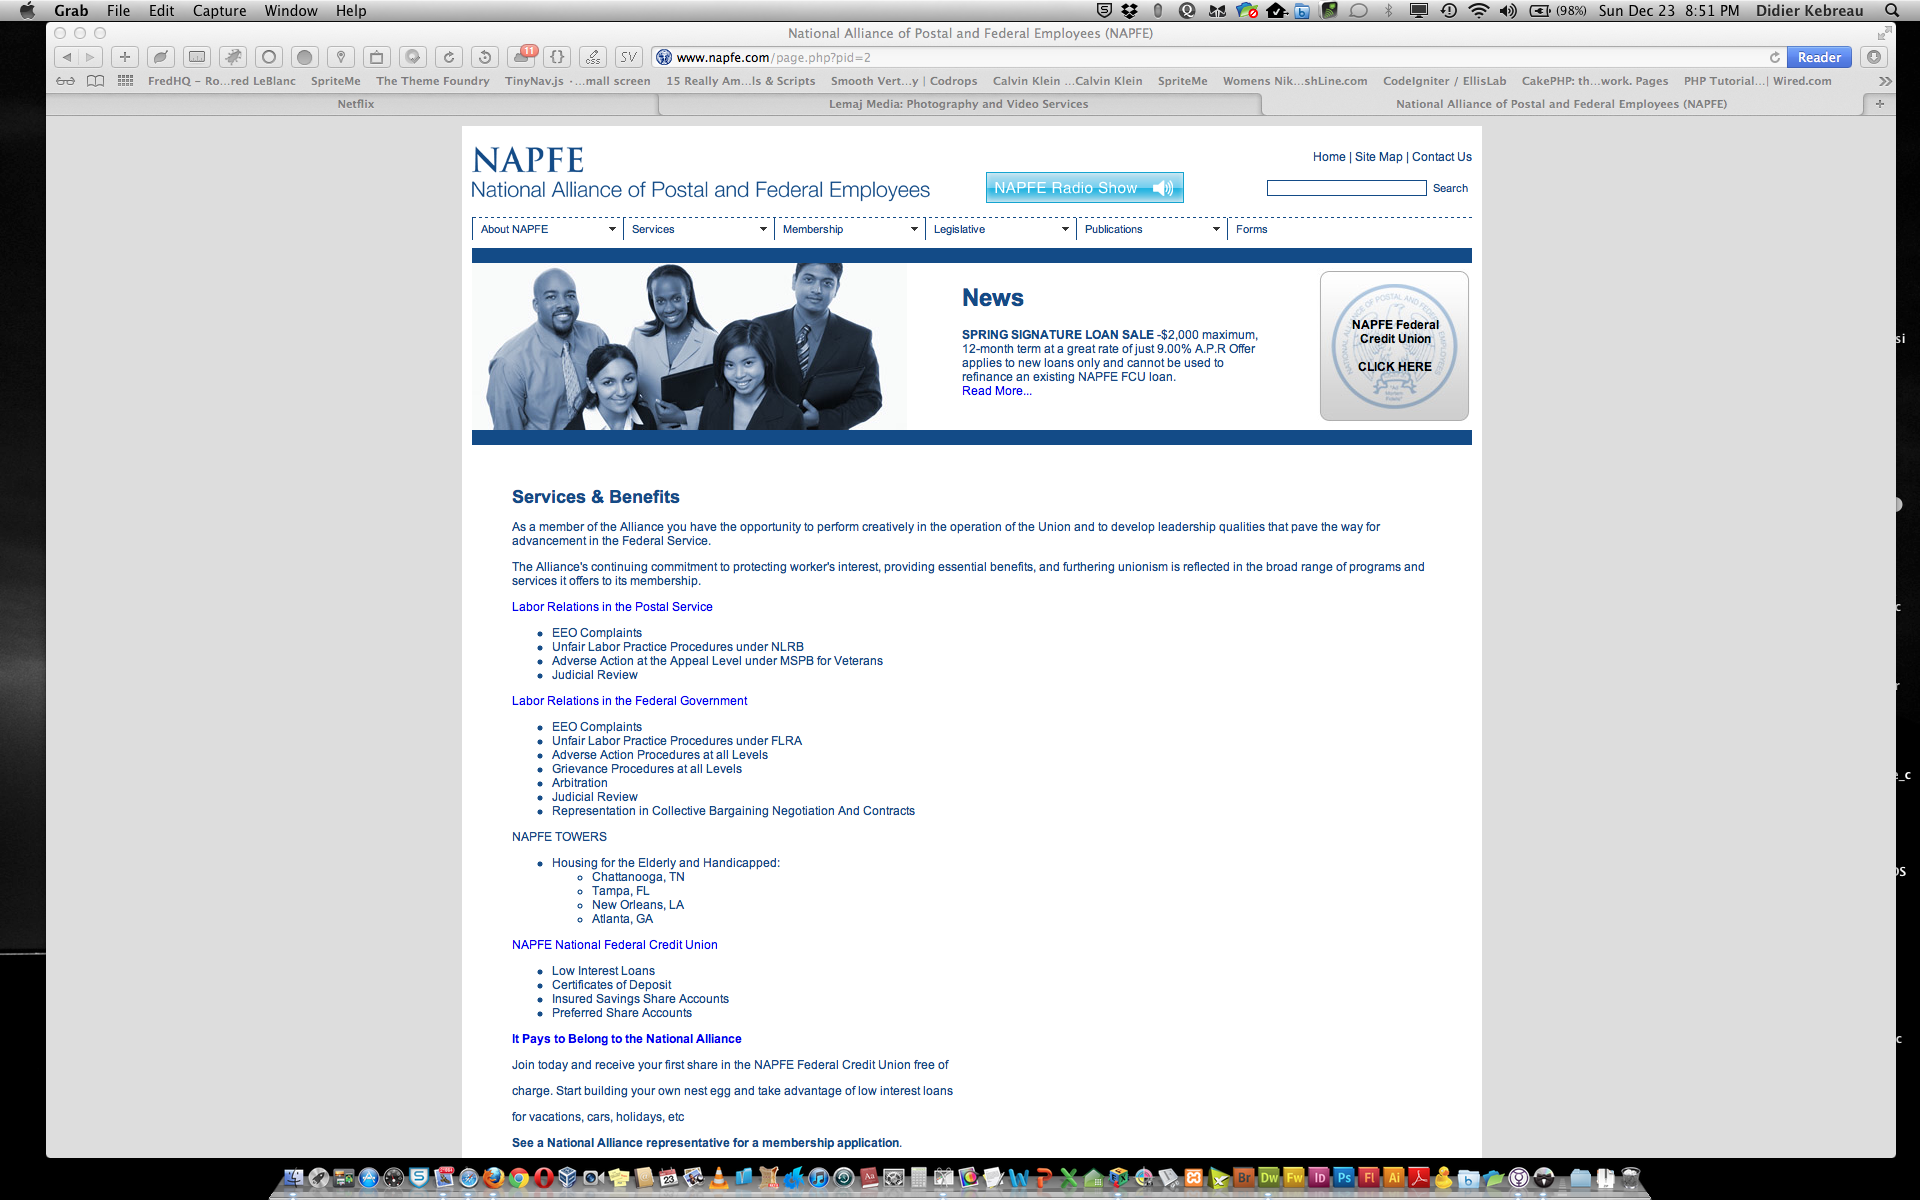 Grab File Edit Capture Window Help (98%) Sun Dec 23 8:51 PM Didier Kebreau
National Alliance of Postal and Federal Employees (NAPFE)
11 {} css SV www.napfe.com/page.php?pid=2 Reader
FredHQ – Ro...red LeBlanc SpriteMe The Theme Foundry TinyNav.js · ...mall screen 15 Really Am...ls & Scripts Smooth Vert...y | Codrops Calvin Klein ...Calvin Klein SpriteMe Womens Nik...shLine.com CodeIgniter / EllisLab CakePHP: th...work. Pages PHP Tutorial...| Wired.com
Netflix Lemaj Media: Photography and Video Services National Alliance of Postal and Federal Employees (NAPFE)
NAPFE
National Alliance of Postal and Federal Employees
NAPFE Radio Show
Home | Site Map | Contact Us
Search
About NAPFE Services Membership Legislative Publications Forms
News
SPRING SIGNATURE LOAN SALE -$2,000 maximum,
12-month term at a great rate of just 9.00% A.P.R Offer
applies to new loans only and cannot be used to
refinance an existing NAPFE FCU loan.
Read More...
NAPFE Federal
Credit Union
CLICK HERE
Services & Benefits
As a member of the Alliance you have the opportunity to perform creatively in the operation of the Union and to develop leadership qualities that pave the way for
advancement in the Federal Service.
The Alliance's continuing commitment to protecting worker's interest, providing essential benefits, and furthering unionism is reflected in the broad range of programs and
services it offers to its membership.
Labor Relations in the Postal Service
EEO Complaints
Unfair Labor Practice Procedures under NLRB
Adverse Action at the Appeal Level under MSPB for Veterans
Judicial Review
Labor Relations in the Federal Government
EEO Complaints
Unfair Labor Practice Procedures under FLRA
Adverse Action Procedures at all Levels
Grievance Procedures at all Levels
Arbitration
Judicial Review
Representation in Collective Bargaining Negotiation And Contracts
NAPFE TOWERS
Housing for the Elderly and Handicapped:
Chattanooga, TN
Tampa, FL
New Orleans, LA
Atlanta, GA
NAPFE National Federal Credit Union
Low Interest Loans
Certificates of Deposit
Insured Savings Share Accounts
Preferred Share Accounts
It Pays to Belong to the National Alliance
Join today and receive your first share in the NAPFE Federal Credit Union free of
charge. Start building your own nest egg and take advantage of low interest loans
for vacations, cars, holidays, etc
See a National Alliance representative for a membership application.
23 Br Dw Fw Id Ps Fl Ai